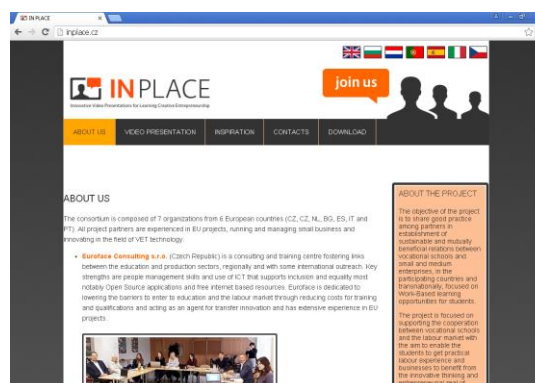 IN PLACE
inplace.cz
join us
IN PLACE
Innovative Video Presentations for Learning Creative Entrepreneurship
ABOUT US VIDEO PRESENTATION INSPIRATION CONTACTS DOWNLOAD
ABOUT US
The consortium is composed of 7 organizations from 6 European countries (CZ, CZ, NL, BG, ES, IT and
PT). All project partners are experienced in EU projects, running and managing small business and
innovating in the field of VET technology.
Euroface Consulting s.r.o. (Czech Republic) is a consulting and training centre fostering links
between the education and production sectors, regionally and with some international outreach. Key
strengths are people management skills and use of ICT that supports inclusion and equality most
notably Open Source applications and free internet based resources. Euroface is dedicated to
lowering the barriers to enter to education and the labour market through reducing costs for training
and qualifications and acting as an agent for transfer innovation and has extensive experience in EU
projects.
ABOUT THE PROJECT
The objective of the project
is to share good practice
among partners in
establishment of
sustainable and mutually
beneficial relations between
vocational schools and
small and medium
enterprises, in the
participating countries and
transnationally, focused on
Work-Based learning
opportunities for students.
The project is focused on
supporting the cooperation
between vocational schools
and the labour market with
the aim to enable the
students to get practical
labour experience and
businesses to benefit from
the innovative thinking and